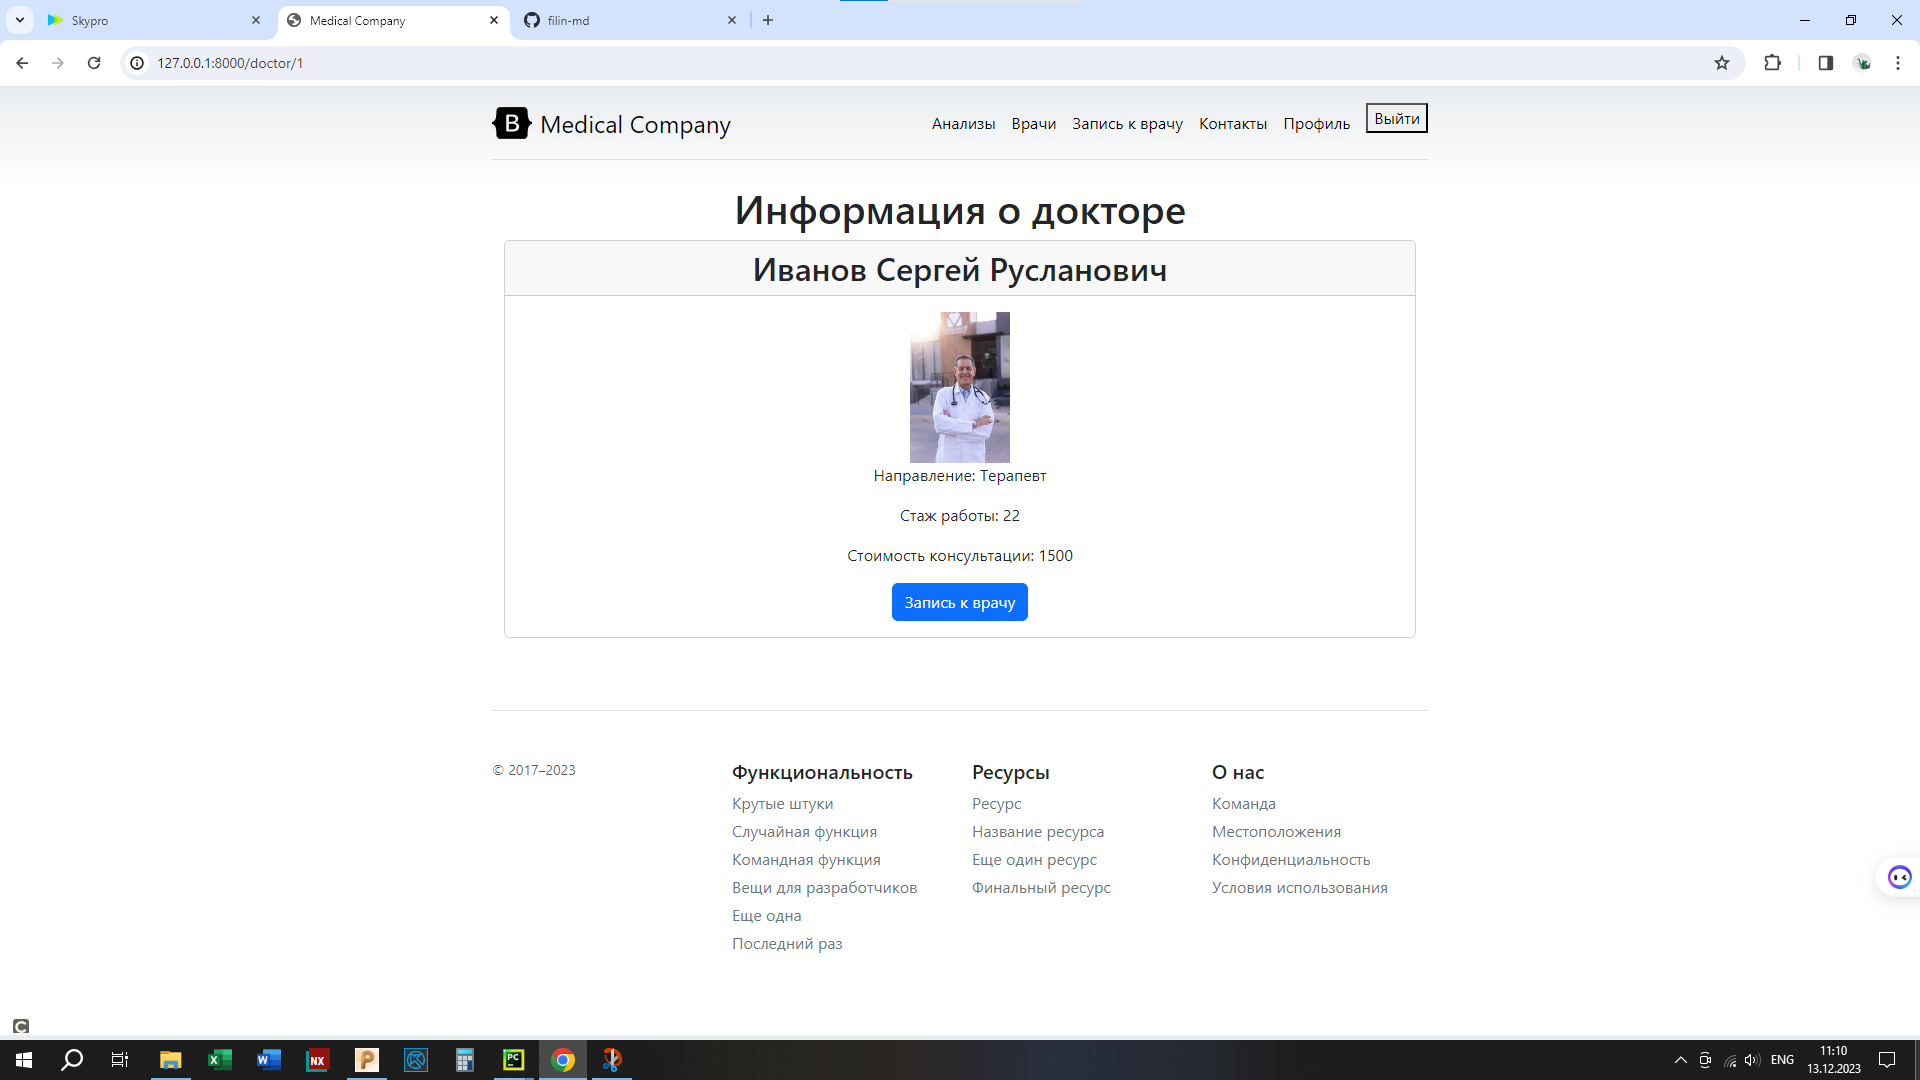 Skypro
Medical Company
filin-md
127.0.0.1:8000/doctor/1
B Medical Company
Анализы Врачи Запись к врачу Контакты Профиль Выйти
Информация о докторе
Иванов Сергей Русланович
Направление: Терапевт
Стаж работы: 22
Стоимость консультации: 1500
Запись к врачу
© 2017–2023
Функциональность
Крутые штуки
Случайная функция
Командная функция
Вещи для разработчиков
Еще одна
Последний раз
Ресурсы
Ресурс
Название ресурса
Еще один ресурс
Финальный ресурс
О нас
Команда
Местоположения
Конфиденциальность
Условия использования
C
X W NX P K PC
ENG
11:10
13.12.2023